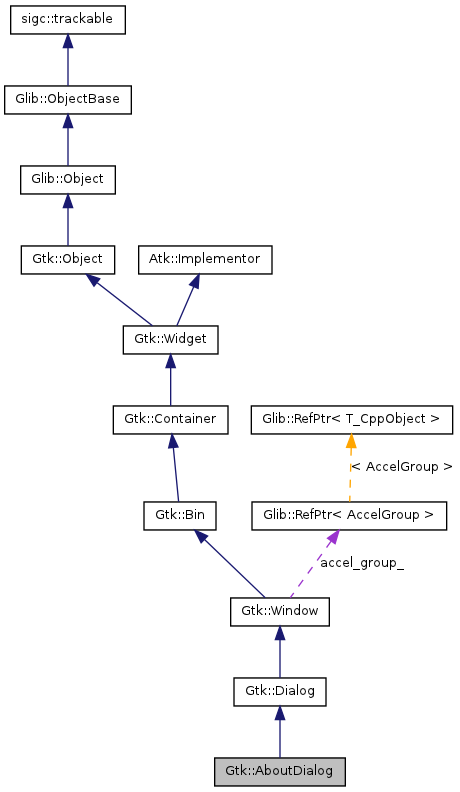 sigc::trackable
Glib::ObjectBase
Glib::Object
Gtk::Object
Atk::Implementor
Gtk::Widget
Gtk::Container
Glib::RefPtr< T_CppObject >
< AccelGroup >
Gtk::Bin
Glib::RefPtr< AccelGroup >
accel_group_
Gtk::Window
Gtk::Dialog
Gtk::AboutDialog